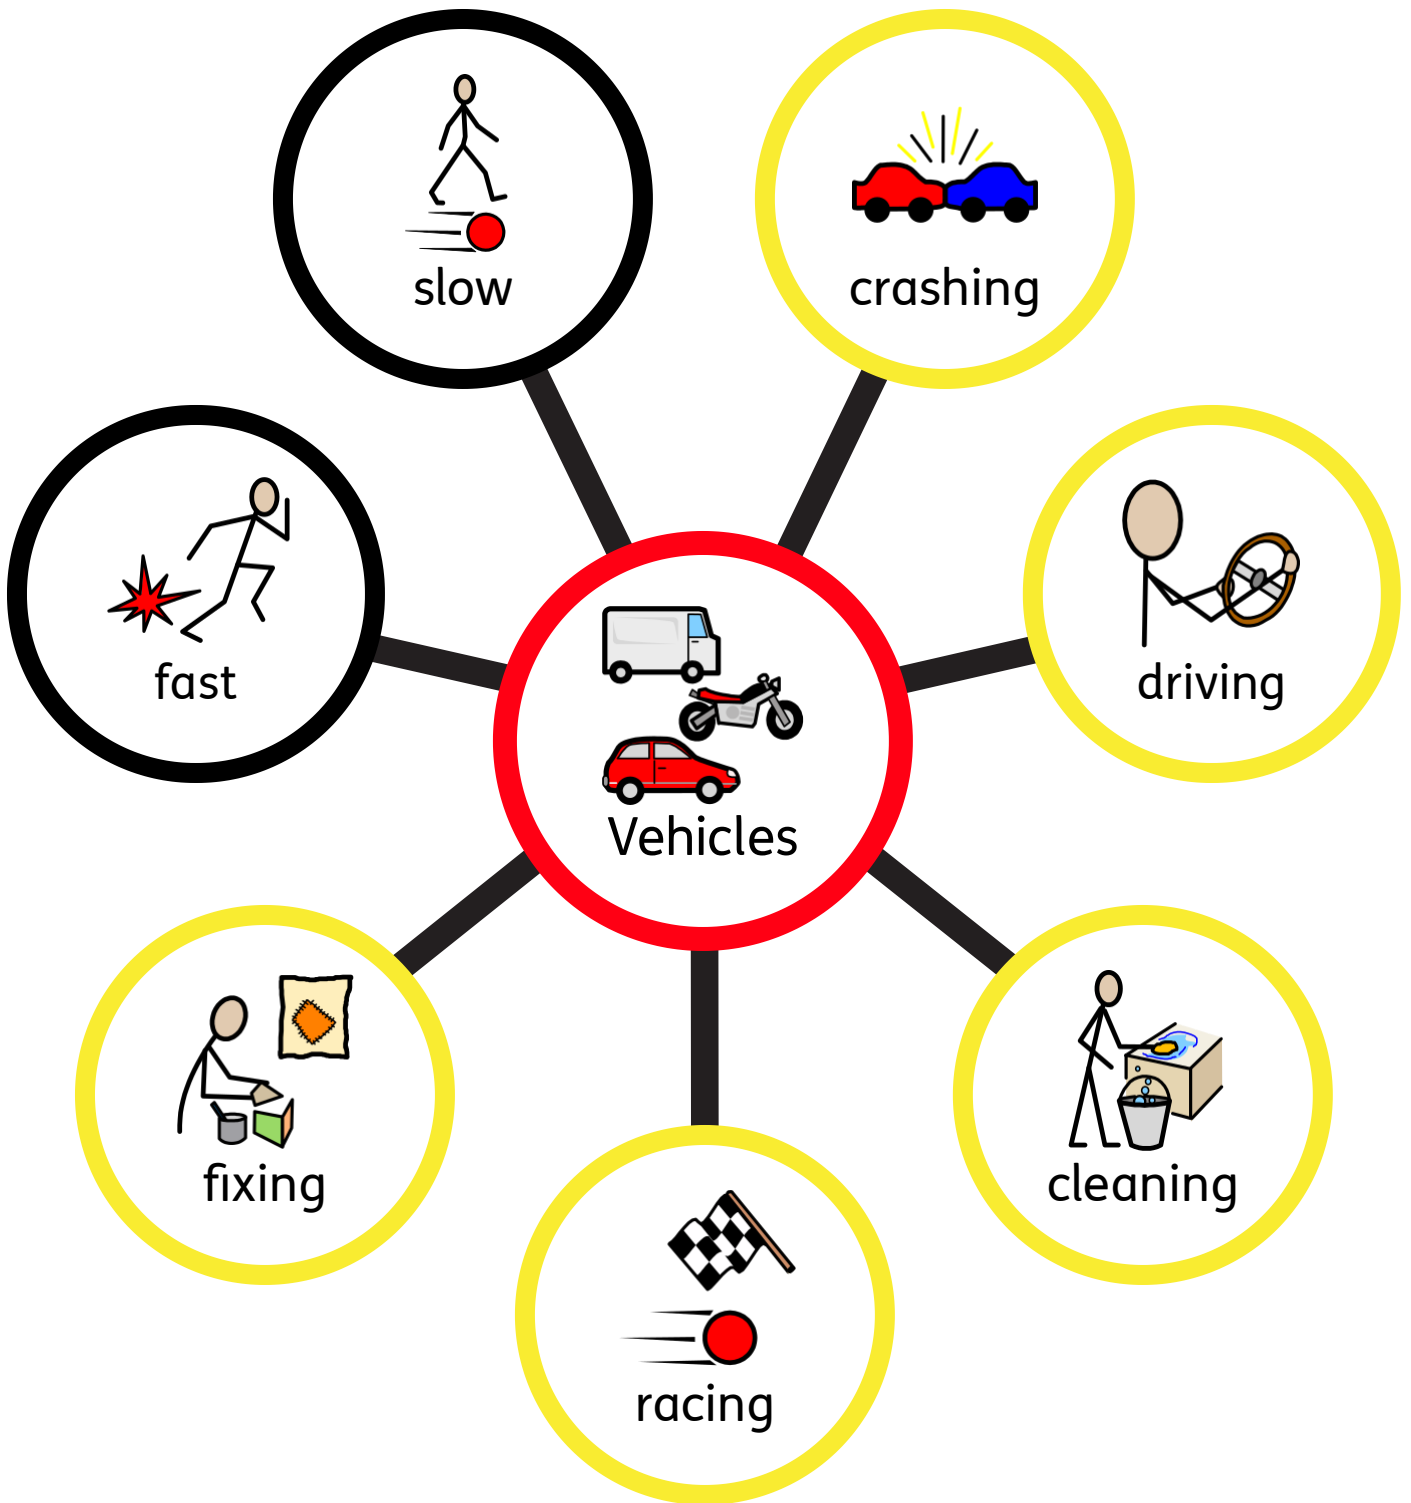 slow
crashing
fast
driving
Vehicles
fixing
cleaning
racing